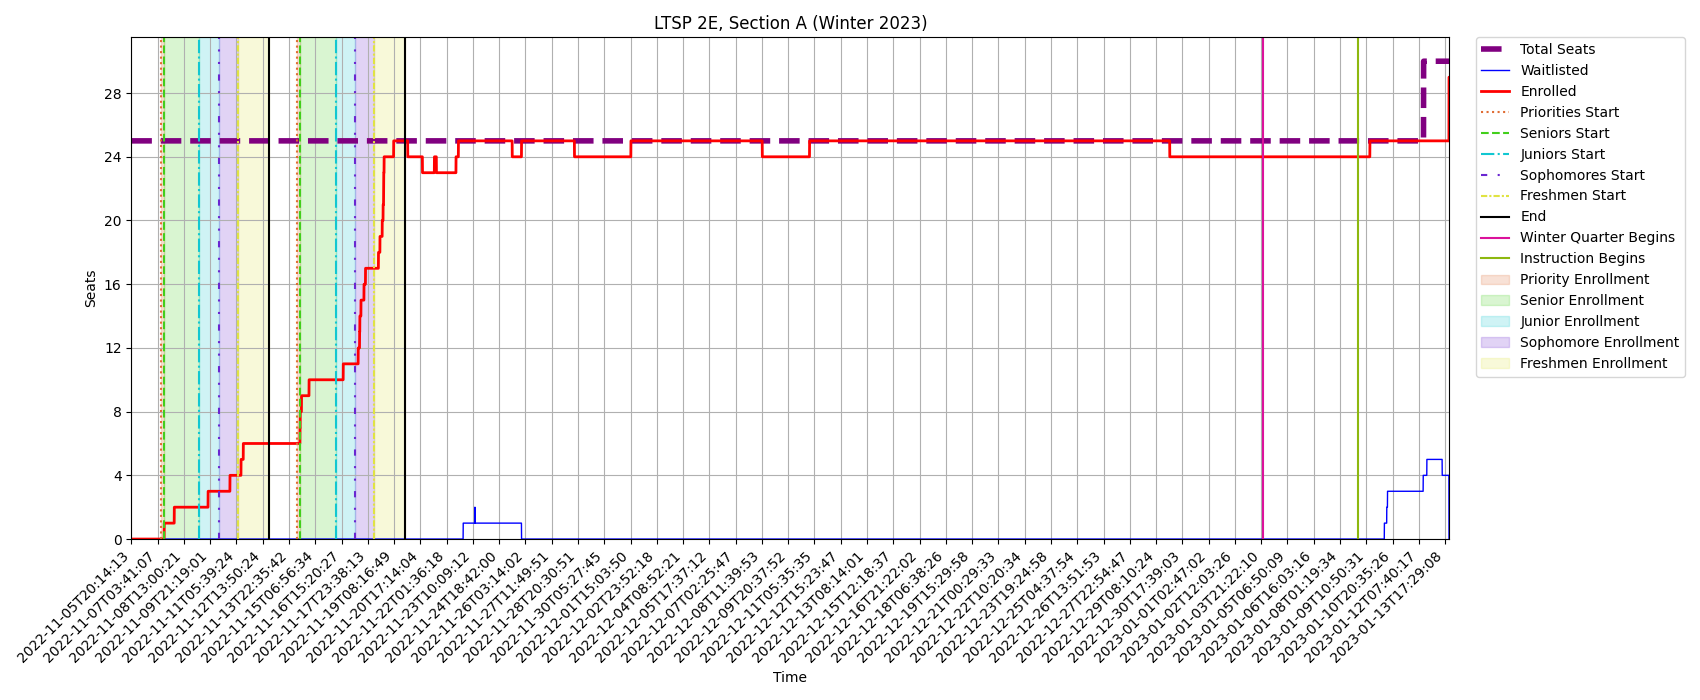 LTSP 2E, Section A (Winter 2023)
Seats
28
24
20
16
12
8
4
0
2022-11-05T20:14:13
2022-11-07T03:41:07
2022-11-08T13:00:21
2022-11-09T21:19:01
2022-11-11T05:39:24
2022-11-12T13:50:24
2022-11-13T22:35:42
2022-11-15T06:56:34
2022-11-16T15:20:27
2022-11-17T23:38:13
2022-11-19T08:16:49
2022-11-20T17:14:04
2022-11-22T01:36:18
2022-11-23T10:09:12
2022-11-24T18:42:00
2022-11-26T03:14:02
2022-11-27T11:49:51
2022-11-28T20:30:51
2022-11-30T05:27:45
2022-12-01T15:03:50
2022-12-02T23:52:18
2022-12-04T08:52:21
2022-12-05T17:37:12
2022-12-07T02:25:47
2022-12-08T11:39:53
2022-12-09T20:37:52
2022-12-11T05:35:35
2022-12-12T15:23:47
2022-12-13T08:14:01
2022-12-15T12:18:37
2022-12-16T21:22:02
2022-12-18T06:38:26
2022-12-19T15:29:58
2022-12-21T00:29:33
2022-12-22T10:20:34
2022-12-23T19:24:58
2022-12-25T04:37:54
2022-12-26T13:51:53
2022-12-27T22:54:47
2022-12-29T08:10:24
2022-12-30T17:39:03
2023-01-01T02:47:02
2023-01-02T12:03:26
2023-01-03T21:22:10
2023-01-05T06:50:09
2023-01-06T16:03:16
2023-01-08T01:19:34
2023-01-09T10:50:31
2023-01-10T20:35:26
2023-01-12T07:40:17
2023-01-13T17:29:08
Time
Total Seats
Waitlisted
Enrolled
Priorities Start
Seniors Start
Juniors Start
Sophomores Start
Freshmen Start
End
Winter Quarter Begins
Instruction Begins
Priority Enrollment
Senior Enrollment
Junior Enrollment
Sophomore Enrollment
Freshmen Enrollment